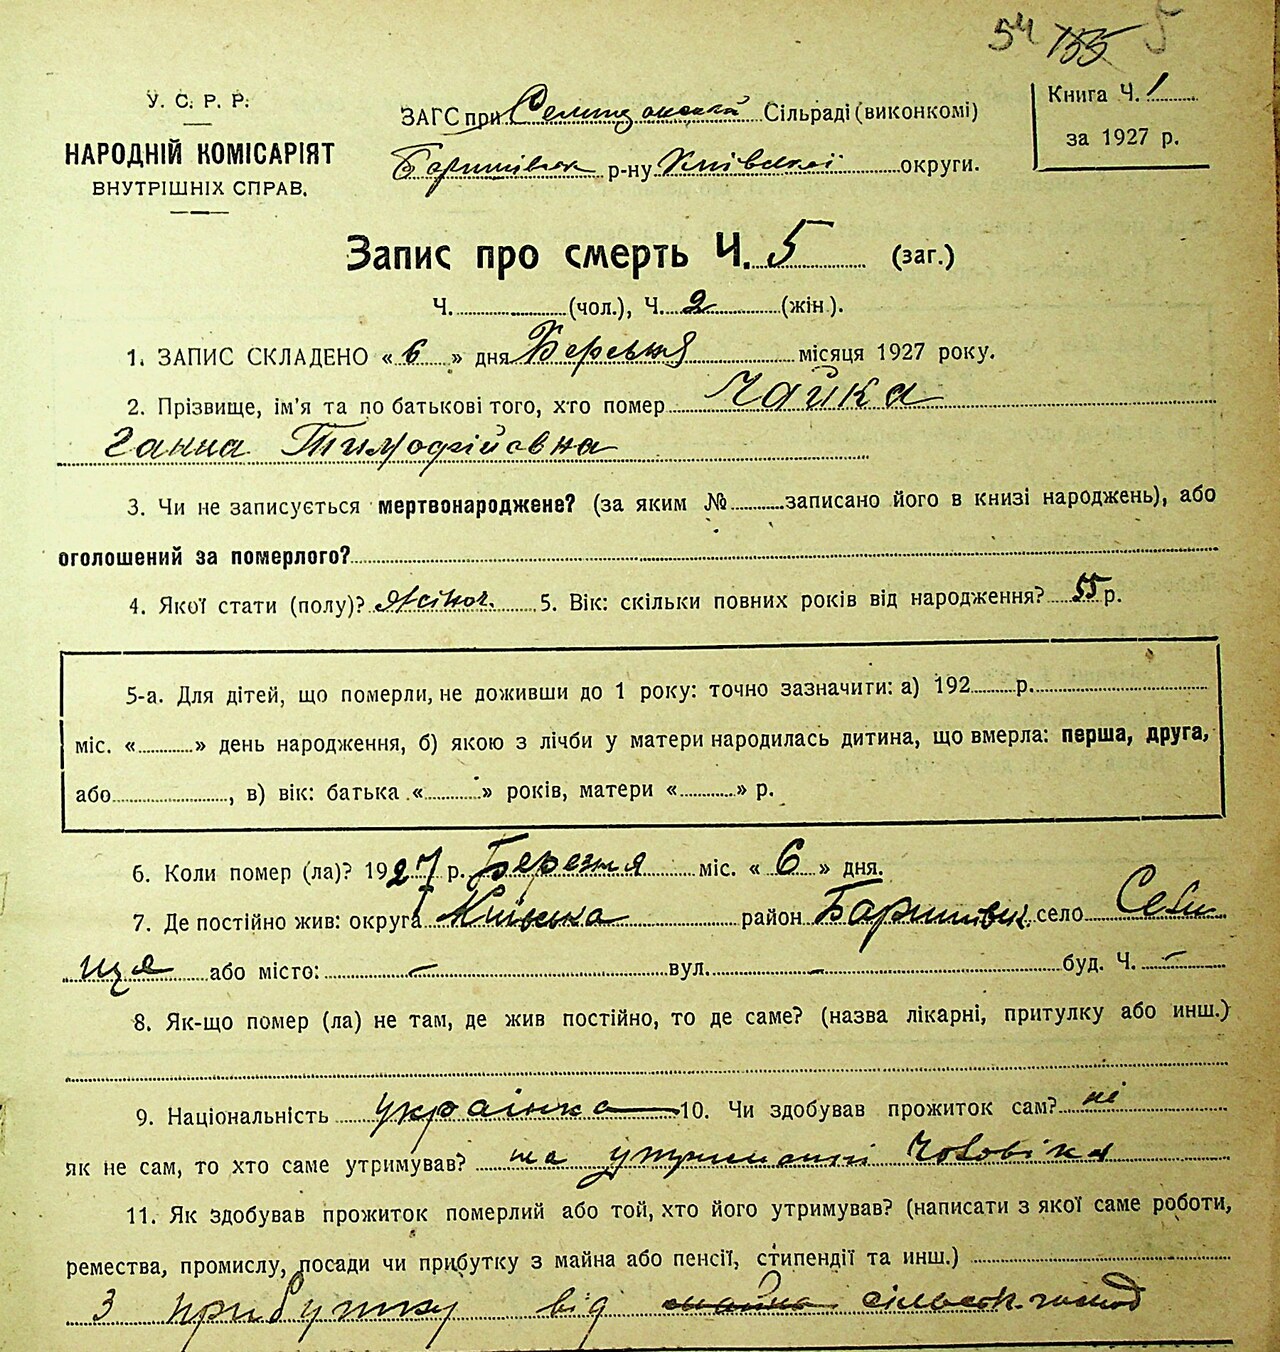 54 155 5
У. С. Р. Р.
НАРОДНІЙ КОМІСАРІЯТ
ВНУТРІШНІХ СПРАВ.
ЗАГС при Сільраді (виконкомі)
Баришівськ р-ну Київської округи.
Книга Ч. 1
за 1927 р.
Запис про смерть Ч. 5 (заг.)
Ч. (чол.), Ч. 2 (жін.).
1. ЗАПИС СКЛАДЕНО « 6 » дня Березня місяця 1927 року.
2. Прізвище, ім'я та по батькові того, хто помер Чайка
Ганна Тимофійовна
3. Чи не записується мертвонароджене? (за яким № записано його в книзі народжень), або
оголошений за померлого?
4. Якої стати (полу)? жіноч. 5. Вік: скільки повних років від народження? 55 р.
5-а. Для дітей, що померли, не доживши до 1 року: точно зазначити: а) 192 р.
міс. « » день народження, б) якою з лічби у матери народилась дитина, що вмерла: перша, друга,
або , в) вік: батька « » років, матери « » р.
6. Коли помер (ла)? 1927 р. Березня міс. « 6 » дня.
7. Де постійно жив: округа Київська район Баришівськ. село Сели
ще або місто: – вул. – буд. Ч. –
8. Як-що помер (ла) не там, де жив постійно, то де саме? (назва лікарні, притулку або инш.)
9. Національність українка 10. Чи здобував прожиток сам? ні
як не сам, то хто саме утримував? на утриманні чоловіка
11. Як здобував прожиток померлий або той, хто його утримував? (написати з якої саме роботи,
ремества, промислу, посади чи прибутку з майна або пенсії, стипендії та инш.)
З прибутку від майна сільськ. господ